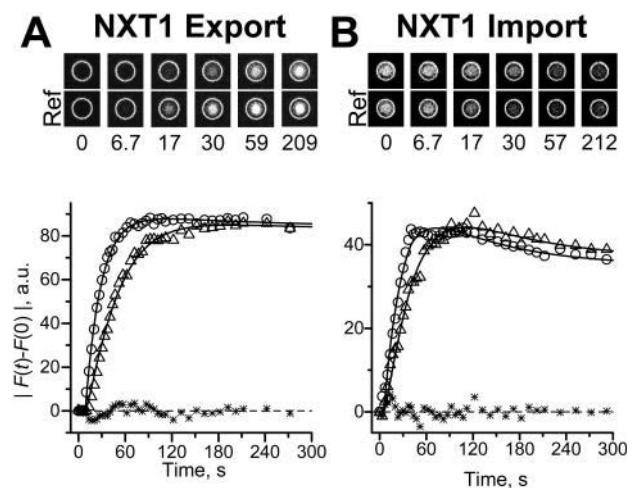 A NXT1 Export
Ref
0 6.7 17 30 59 209
B NXT1 Import
Ref
0 6.7 17 30 57 212
| F(t)-F(0) |, a.u.
80
60
40
20
0
0 60 120 180 240 300
Time, s
40
20
0
0 60 120 180 240 300
Time, s